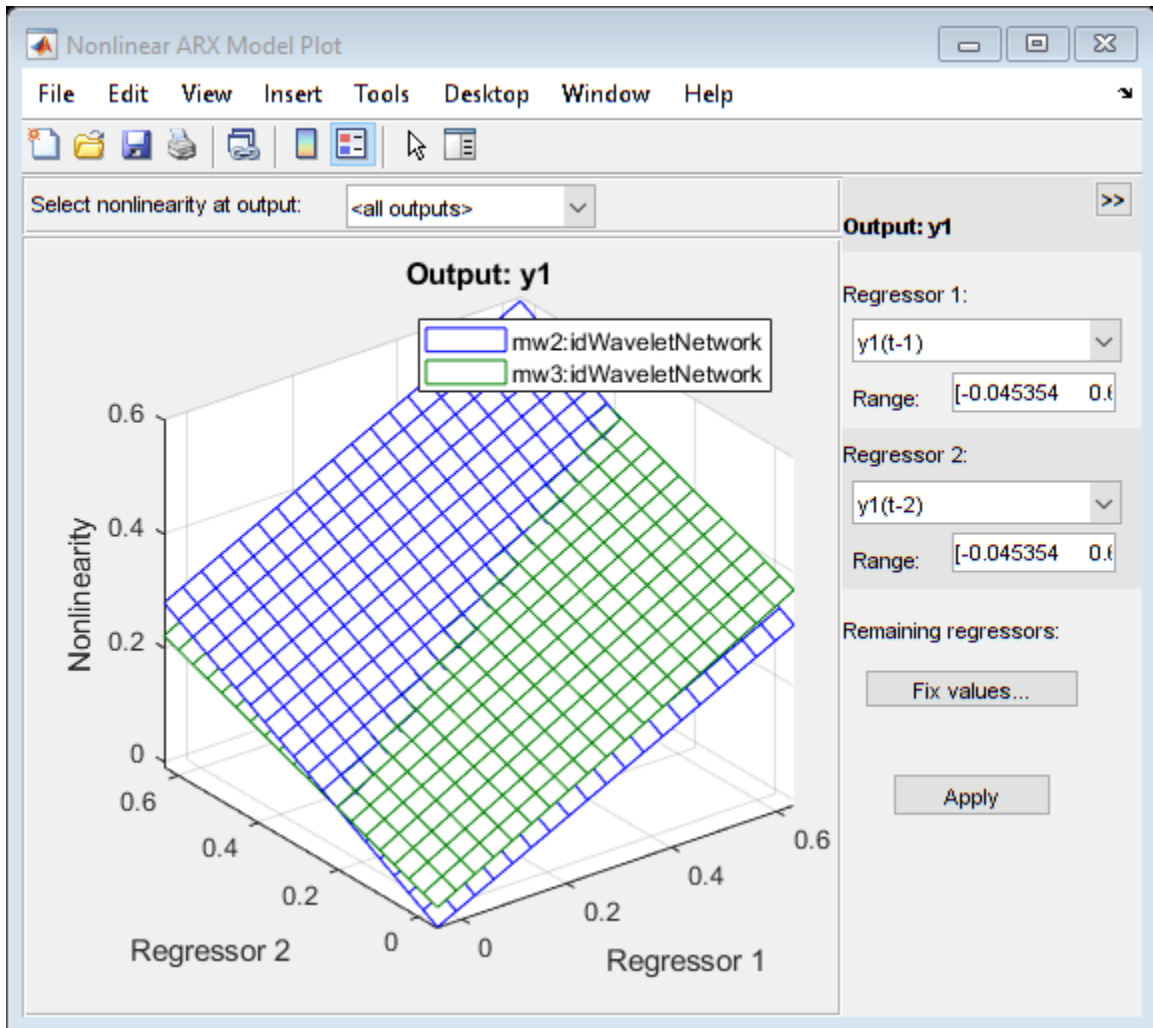 Nonlinear ARX Model Plot
File Edit View Insert Tools Desktop Window Help
Select nonlinearity at output: <all outputs>
>>
Output: y1
Output: y1
mw2:idWaveletNetwork
mw3:idWaveletNetwork
Nonlinearity
0.6
0.4
0.2
0
0.6
0.4
0.2
0
Regressor 2
0
0.2
0.4
0.6
Regressor 1
Regressor 1:
y1(t-1)
Range: [-0.045354
Regressor 2:
y1(t-2)
Range: [-0.045354
Remaining regressors:
Fix values...
Apply